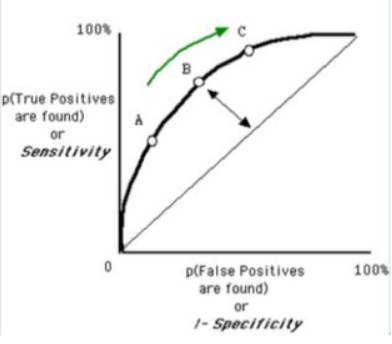 100%
C
B
A
p(True Positives
are found)
or
Sensitivity
0
p(False Positives
are found)
or
1- Specificity
100%